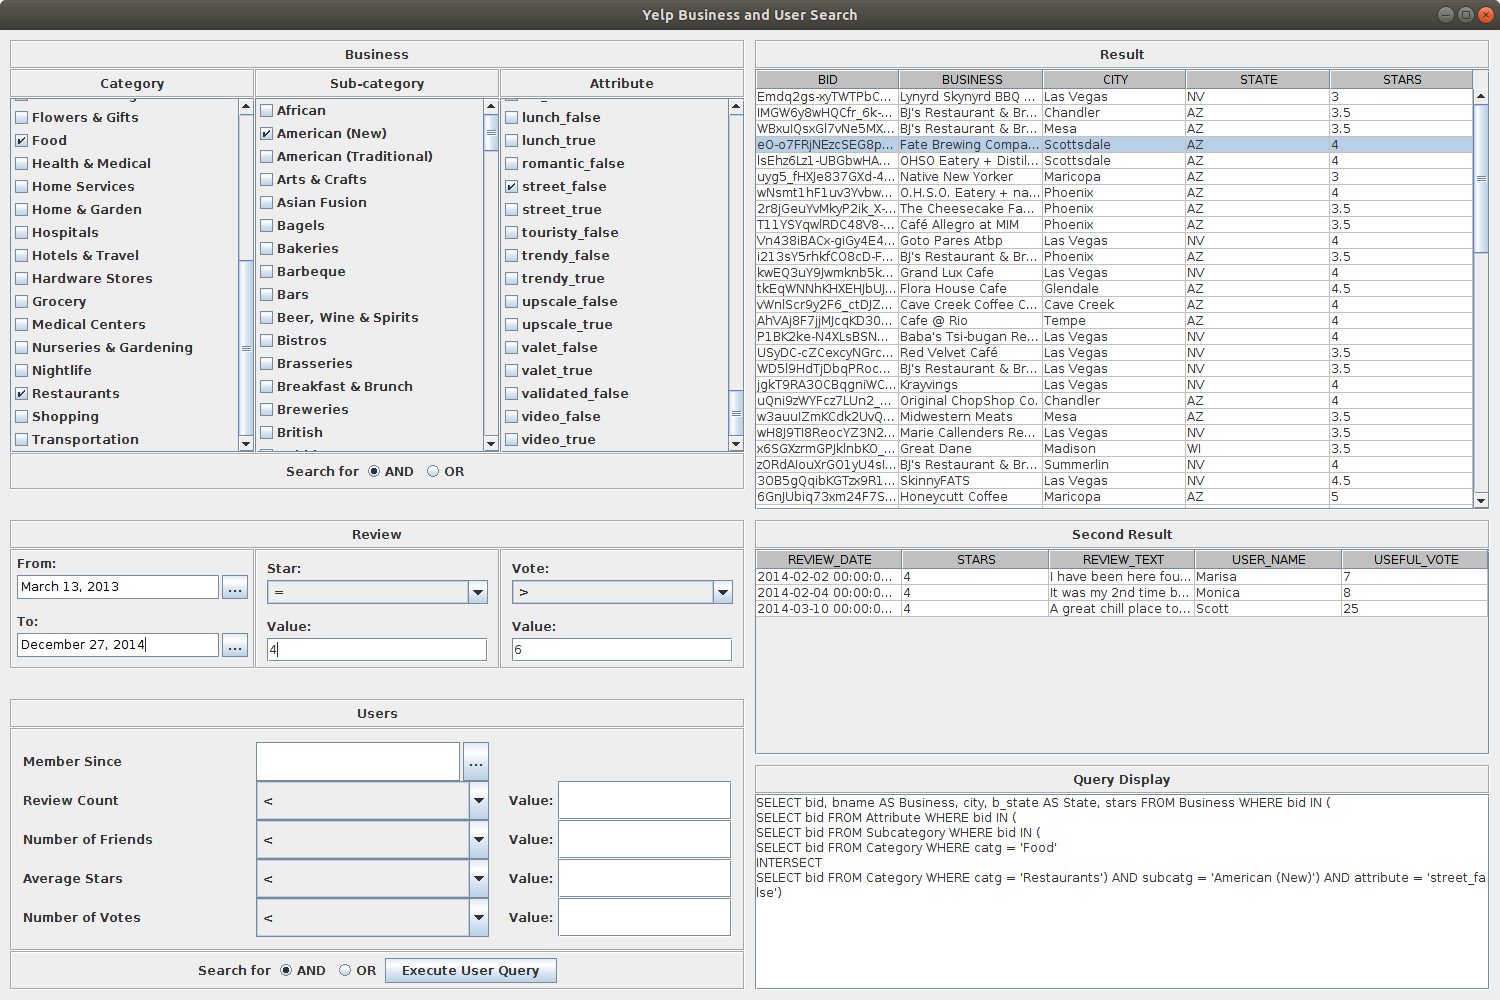 Yelp Business and User Search
Business
Category
Sub-category
Attribute
Flowers & Gifts
Food
Health & Medical
Home Services
Home & Garden
Hospitals
Hotels & Travel
Hardware Stores
Grocery
Medical Centers
Nurseries & Gardening
Nightlife
Restaurants
Shopping
Transportation
African
American (New)
American (Traditional)
Arts & Crafts
Asian Fusion
Bagels
Bakeries
Barbeque
Bars
Beer, Wine & Spirits
Bistros
Brasseries
Breakfast & Brunch
Breweries
British
lunch_false
lunch_true
romantic_false
street_false
street_true
touristy_false
trendy_false
trendy_true
upscale_false
upscale_true
valet_false
valet_true
validated_false
video_false
video_true
Search for AND OR
Review
From:
March 13, 2013 ...
To:
December 27, 2014 ...
Star:
=
Value:
4
Vote:
>
Value:
6
Users
Member Since ...
Review Count < Value:
Number of Friends < Value:
Average Stars < Value:
Number of Votes < Value:
Search for AND OR Execute User Query
Result
BID BUSINESS CITY STATE STARS
Emdq2gs-xyTWTPbC... Lynyrd Skynyrd BBQ ... Las Vegas NV 3
IMGW6y8wHQCfr_6k-... BJ's Restaurant & Br... Chandler AZ 3.5
WBxuIQsxGl7vNe5MX... BJ's Restaurant & Br... Mesa AZ 3.5
eO-o7FRjNEzcSEG8p... Fate Brewing Compa... Scottsdale AZ 4
lsEhz6Lz1-UBGbwHA... OHSO Eatery + Distil... Scottsdale AZ 4
uyg5_fHXJe837GXd-4... Native New Yorker Maricopa AZ 3
wNsmt1hF1uv3Yvbw... O.H.S.O. Eatery + na... Phoenix AZ 4
2r8jGeuYvMkyP2ik_X-... The Cheesecake Fa... Phoenix AZ 3.5
T11YSYqwlRDC48V8-... Café Allegro at MIM Phoenix AZ 3.5
Vn438iBACx-giGy4E4... Goto Pares Atbp Las Vegas NV 4
i213sY5rhkfCO8cD-F... BJ's Restaurant & Br... Phoenix AZ 3.5
kwEQ3uY9Jwmknb5k... Grand Lux Cafe Las Vegas NV 4
tkEqWNNhKHXEHJbUJ... Flora House Cafe Glendale AZ 4.5
vWnlScr9y2F6_ctDJZ... Cave Creek Coffee C... Cave Creek AZ 4
AhVAj8F7jjMJcqKD30... Cafe @ Rio Tempe AZ 4
P1BK2ke-N4XLsBSN... Baba's Tsi-bugan Re... Las Vegas NV 4
USyDC-cZCexcyNGrc... Red Velvet Café Las Vegas NV 3.5
WD5l9HdTjDbqPRoc... BJ's Restaurant & Br... Las Vegas NV 3.5
jgkT9RA3OCBqgniWC... Krayvings Las Vegas NV 4
uQni9zWYFcz7LUn2_... Original ChopShop Co. Chandler AZ 4
w3auuIZmKCdk2UvQ... Midwestern Meats Mesa AZ 3.5
wH8J9TI8ReocYZ3N2... Marie Callenders Re... Las Vegas NV 3.5
x6SGXzrmGPJklnbKO_... Great Dane Madison WI 3.5
z0RdAIouXrGO1yU4sI... BJ's Restaurant & Br... Summerlin NV 4
3OB5gQqibKGTzx9R1... SkinnyFATS Las Vegas NV 4.5
6GnJUbiq73xm24F7S... Honeycutt Coffee Maricopa AZ 5
Second Result
REVIEW_DATE STARS REVIEW_TEXT USER_NAME USEFUL_VOTE
2014-02-02 00:00:0... 4 I have been here fou... Marisa 7
2014-02-04 00:00:0... 4 It was my 2nd time b... Monica 8
2014-03-10 00:00:0... 4 A great chill place to... Scott 25
Query Display
SELECT bid, bname AS Business, city, b_state AS State, stars FROM Business WHERE bid IN (
SELECT bid FROM Attribute WHERE bid IN (
SELECT bid FROM Subcategory WHERE bid IN (
SELECT bid FROM Category WHERE catg = 'Food'
INTERSECT
SELECT bid FROM Category WHERE catg = 'Restaurants') AND subcatg = 'American (New)') AND attribute = 'street_fa
lse')